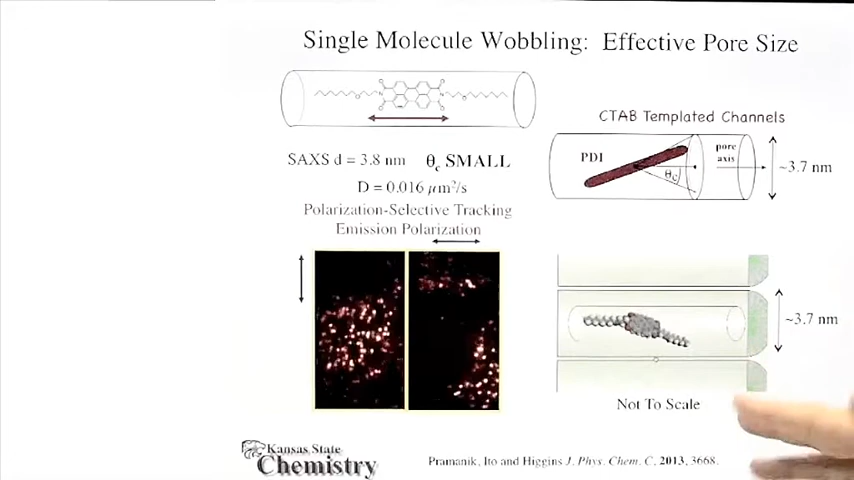 Single Molecule Wobbling: Effective Pore Size
SAXS d = 3.8 nm θc SMALL
D = 0.016 μm²/s
Polarization-Selective Tracking
Emission Polarization
CTAB Templated Channels
PDI
pore
axis
θc
~3.7 nm
~3.7 nm
Not To Scale
Kansas State
Chemistry
Pramanik, Ito and Higgins J. Phys. Chem. C, 2013, 3668.